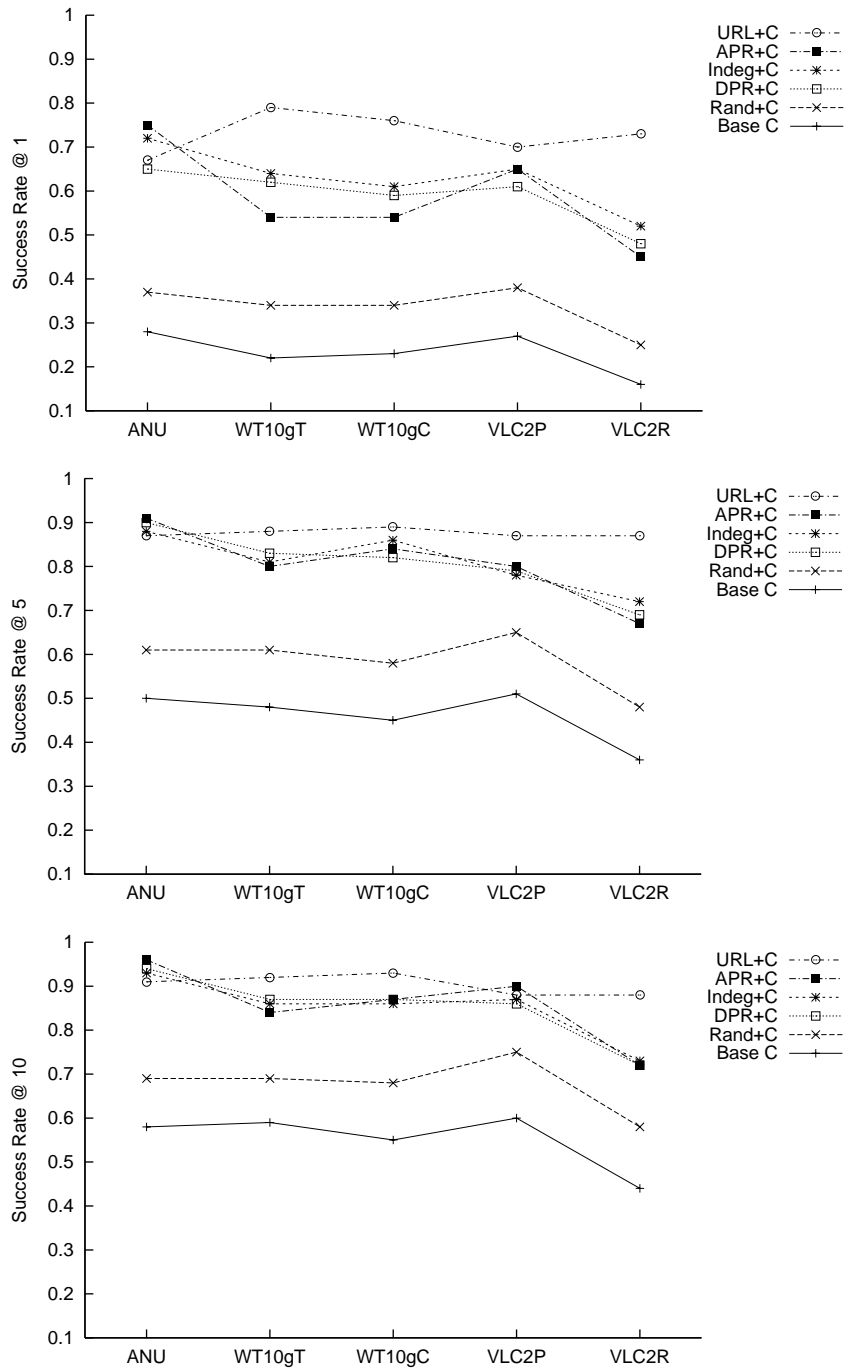 Success Rate @ 1
1
0.9
0.8
0.7
0.6
0.5
0.4
0.3
0.2
0.1
ANU WT10gT WT10gC VLC2P VLC2R
URL+C
APR+C
Indeg+C
DPR+C
Rand+C
Base C
Success Rate @ 5
1
0.9
0.8
0.7
0.6
0.5
0.4
0.3
0.2
0.1
ANU WT10gT WT10gC VLC2P VLC2R
URL+C
APR+C
Indeg+C
DPR+C
Rand+C
Base C
Success Rate @ 10
1
0.9
0.8
0.7
0.6
0.5
0.4
0.3
0.2
0.1
ANU WT10gT WT10gC VLC2P VLC2R
URL+C
APR+C
Indeg+C
DPR+C
Rand+C
Base C